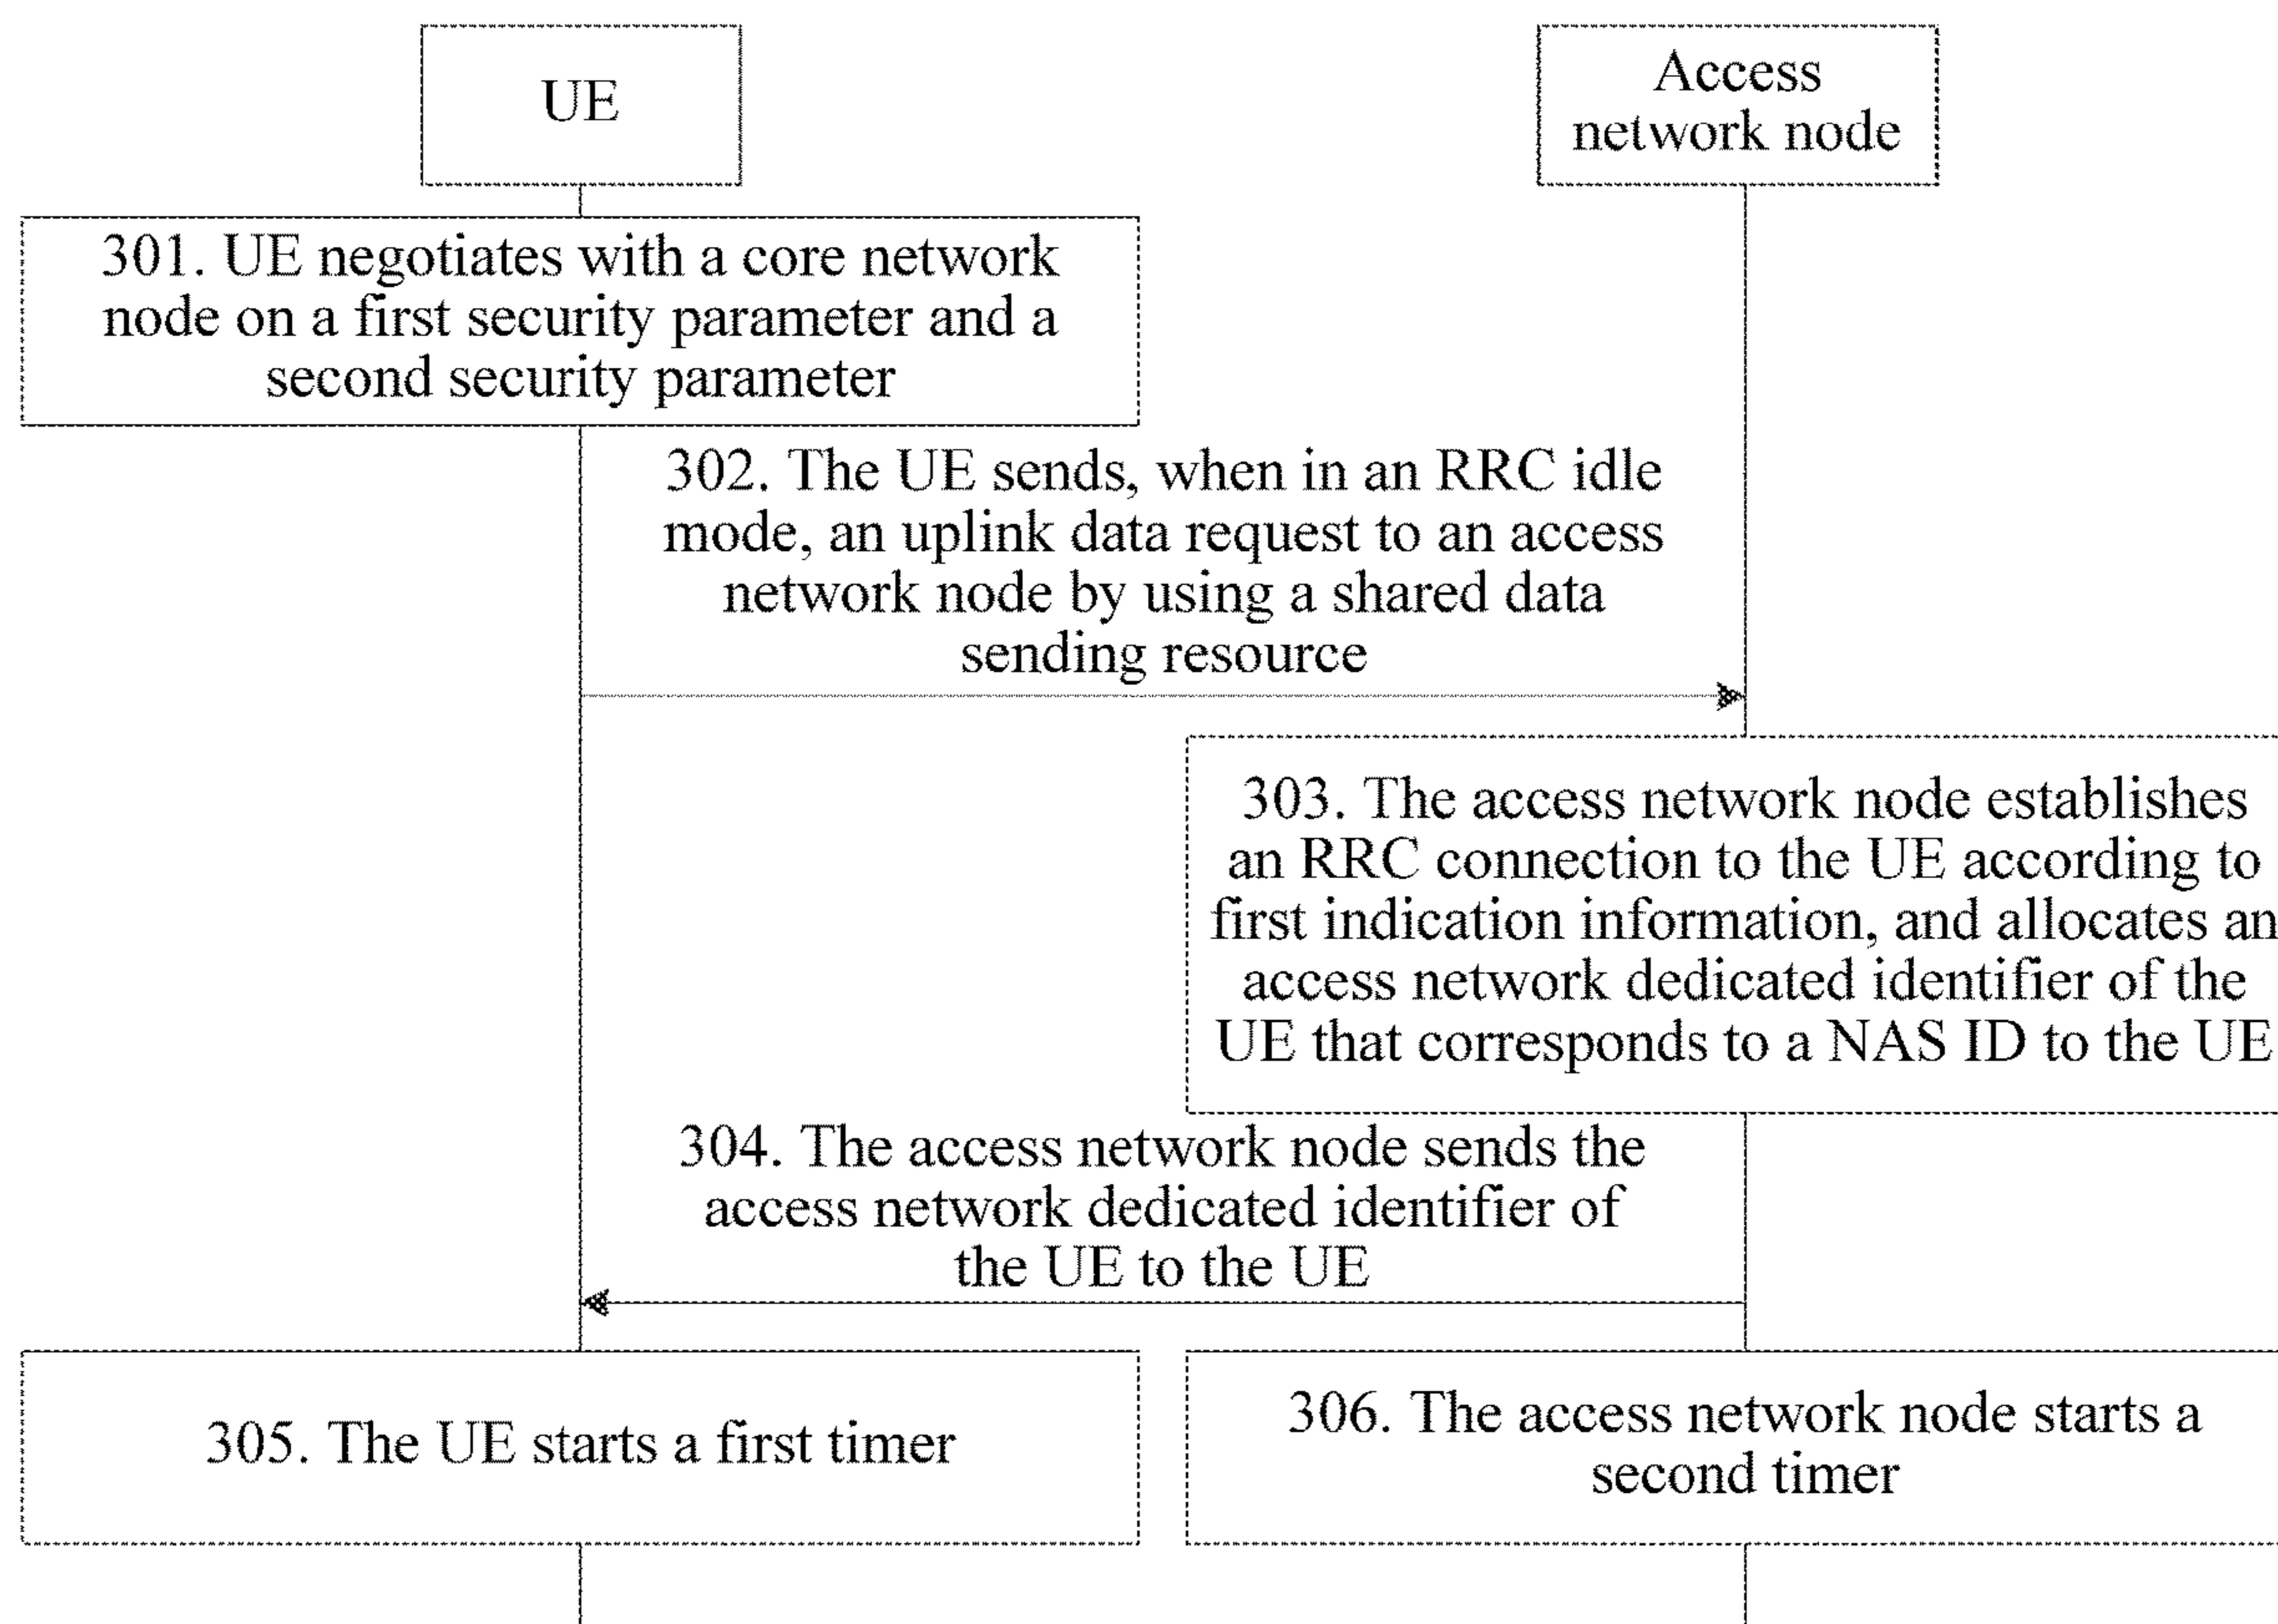 UE
Access
network node
301. UE negotiates with a core network
node on a first security parameter and a
second security parameter
302. The UE sends, when in an RRC idle
mode, an uplink data request to an access
network node by using a shared data
sending resource
303. The access network node establishes
an RRC connection to the UE according to
first indication information, and allocates an
access network dedicated identifier of the
UE that corresponds to a NAS ID to the UE
304. The access network node sends the
access network dedicated identifier of
the UE to the UE
305. The UE starts a first timer
306. The access network node starts a
second timer